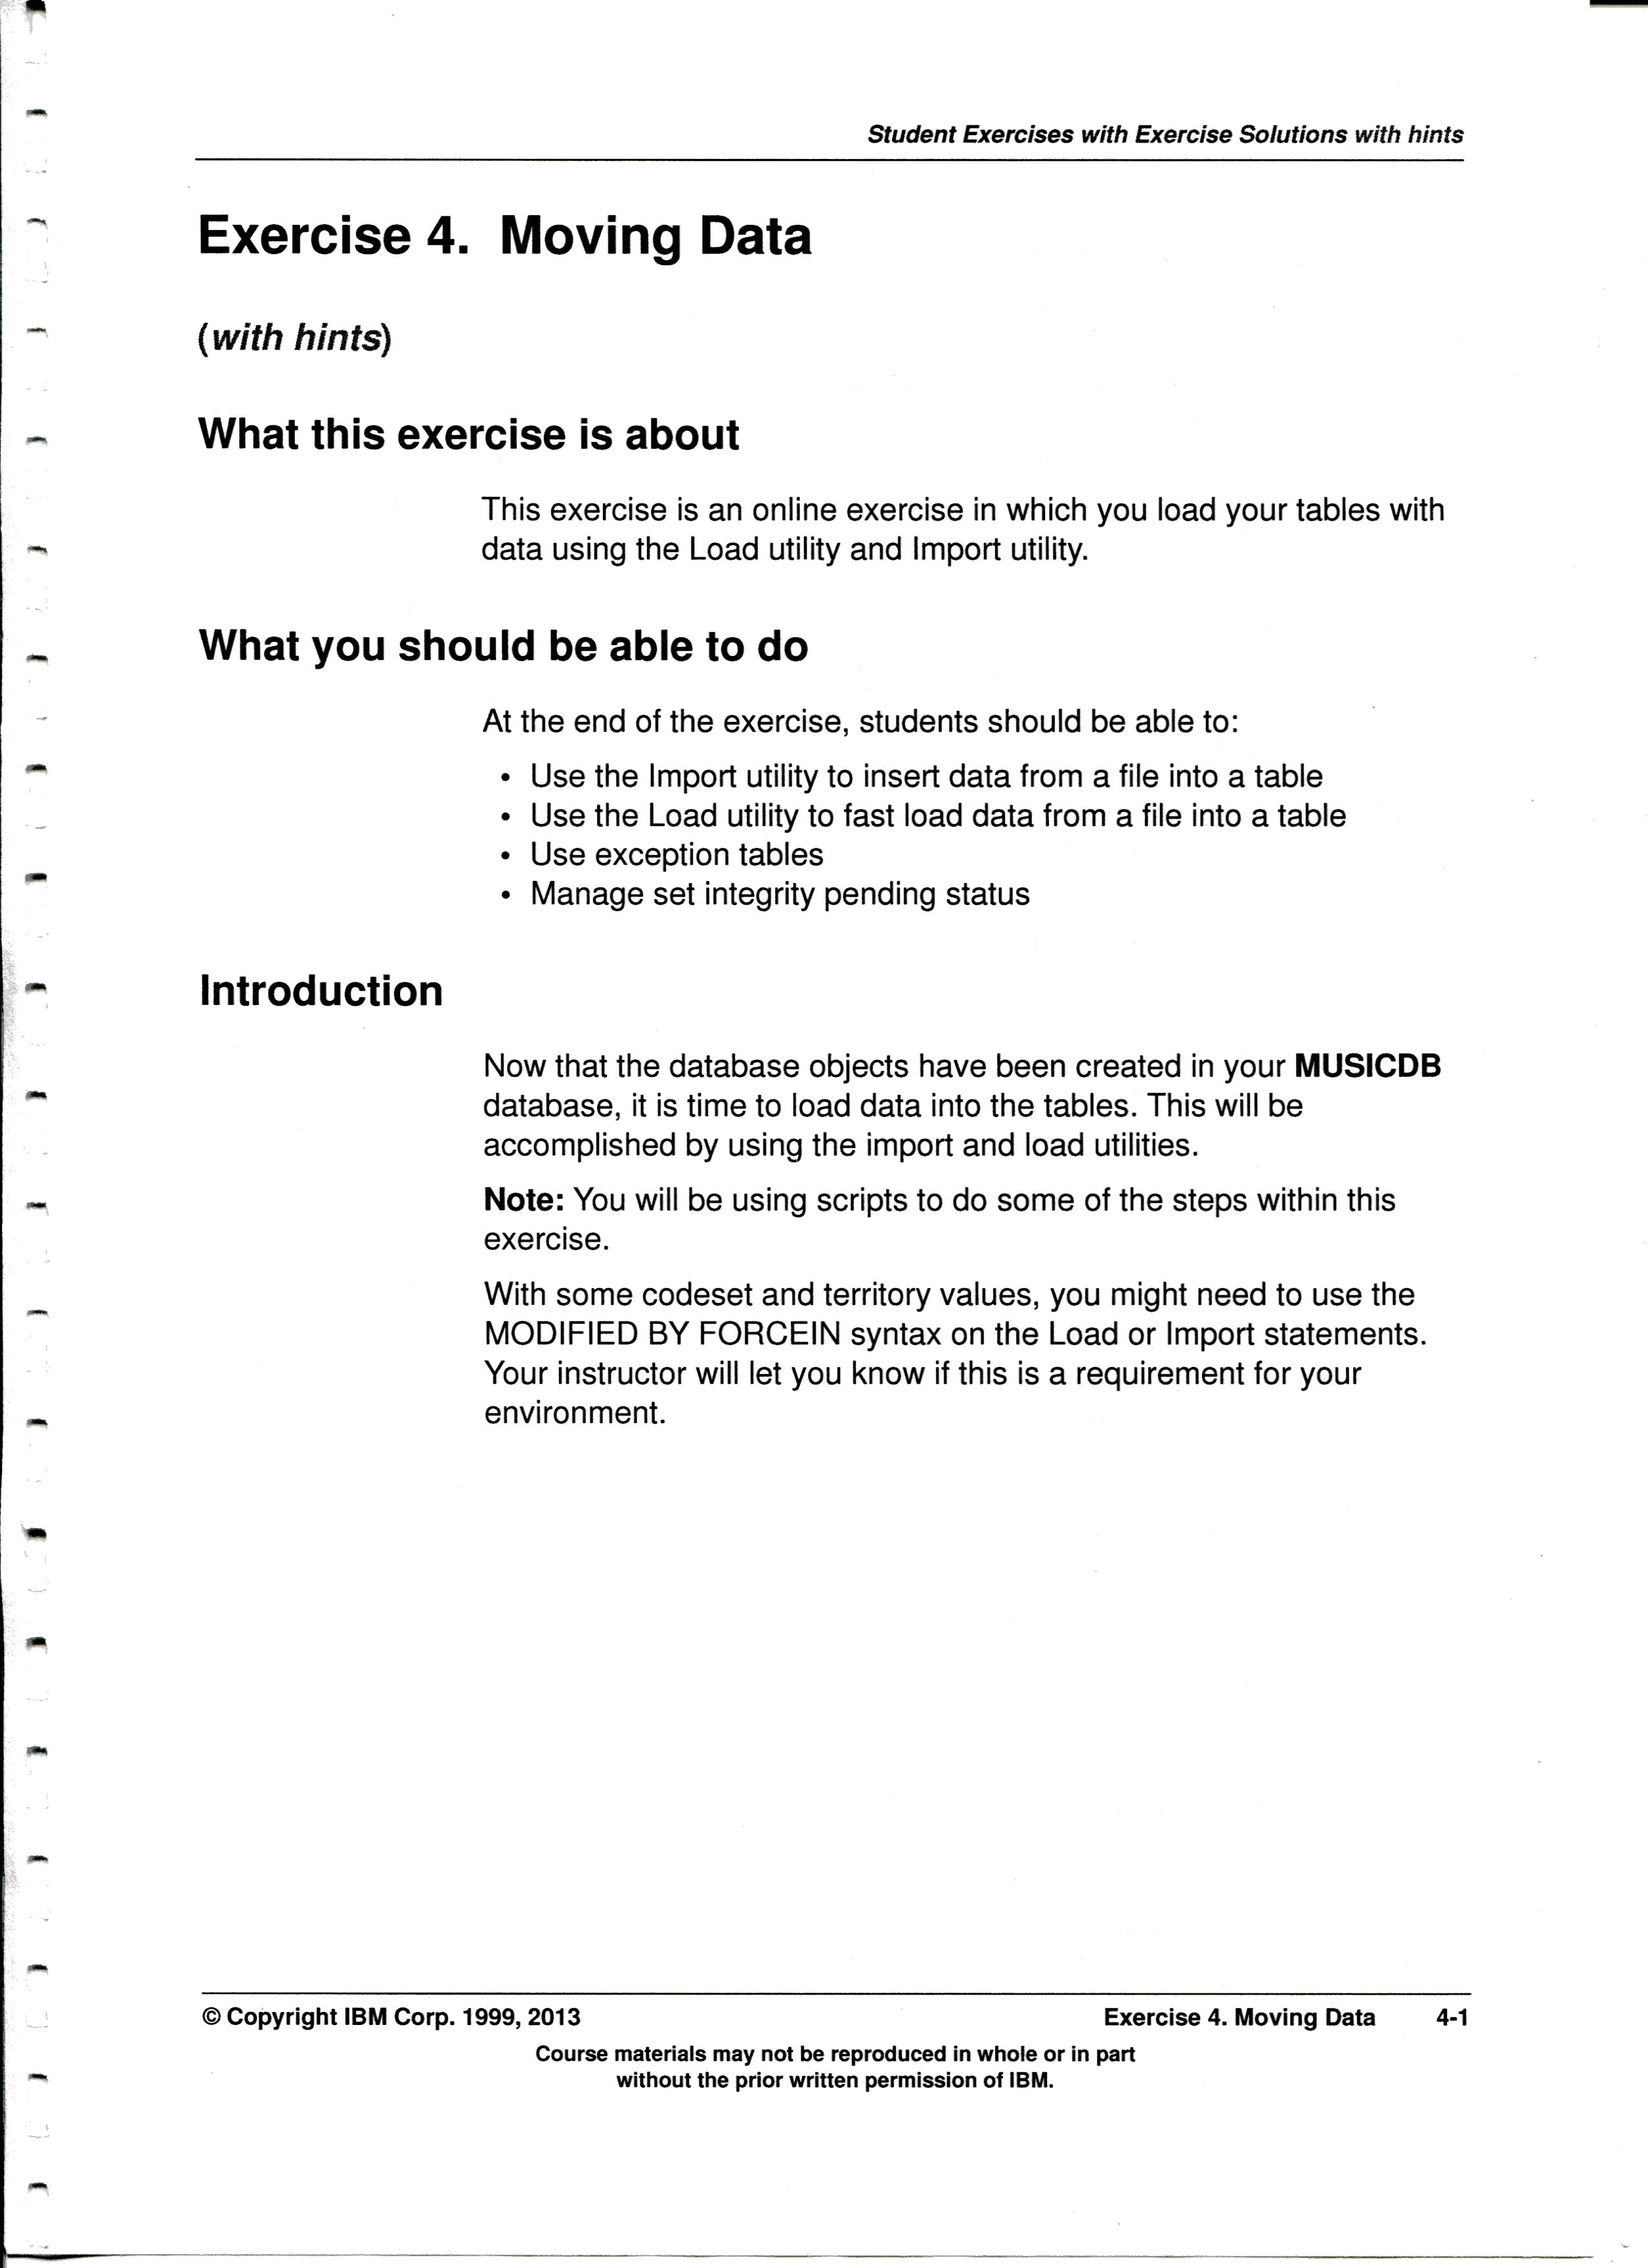 Student Exercises with Exercise Solutions with hints
Exercise 4. Moving Data
(with hints)
What this exercise is about
This exercise is an online exercise in which you load your tables with
data using the Load utility and Import utility.
What you should be able to do
At the end of the exercise, students should be able to:
• Use the Import utility to insert data from a file into a table
• Use the Load utility to fast load data from a file into a table
• Use exception tables
• Manage set integrity pending status
Introduction
Now that the database objects have been created in your MUSICDB
database, it is time to load data into the tables. This will be
accomplished by using the import and load utilities.
Note: You will be using scripts to do some of the steps within this
exercise.
With some codeset and territory values, you might need to use the
MODIFIED BY FORCEIN syntax on the Load or Import statements.
Your instructor will let you know if this is a requirement for your
environment.
© Copyright IBM Corp. 1999, 2013 Exercise 4. Moving Data 4-1
Course materials may not be reproduced in whole or in part
without the prior written permission of IBM.